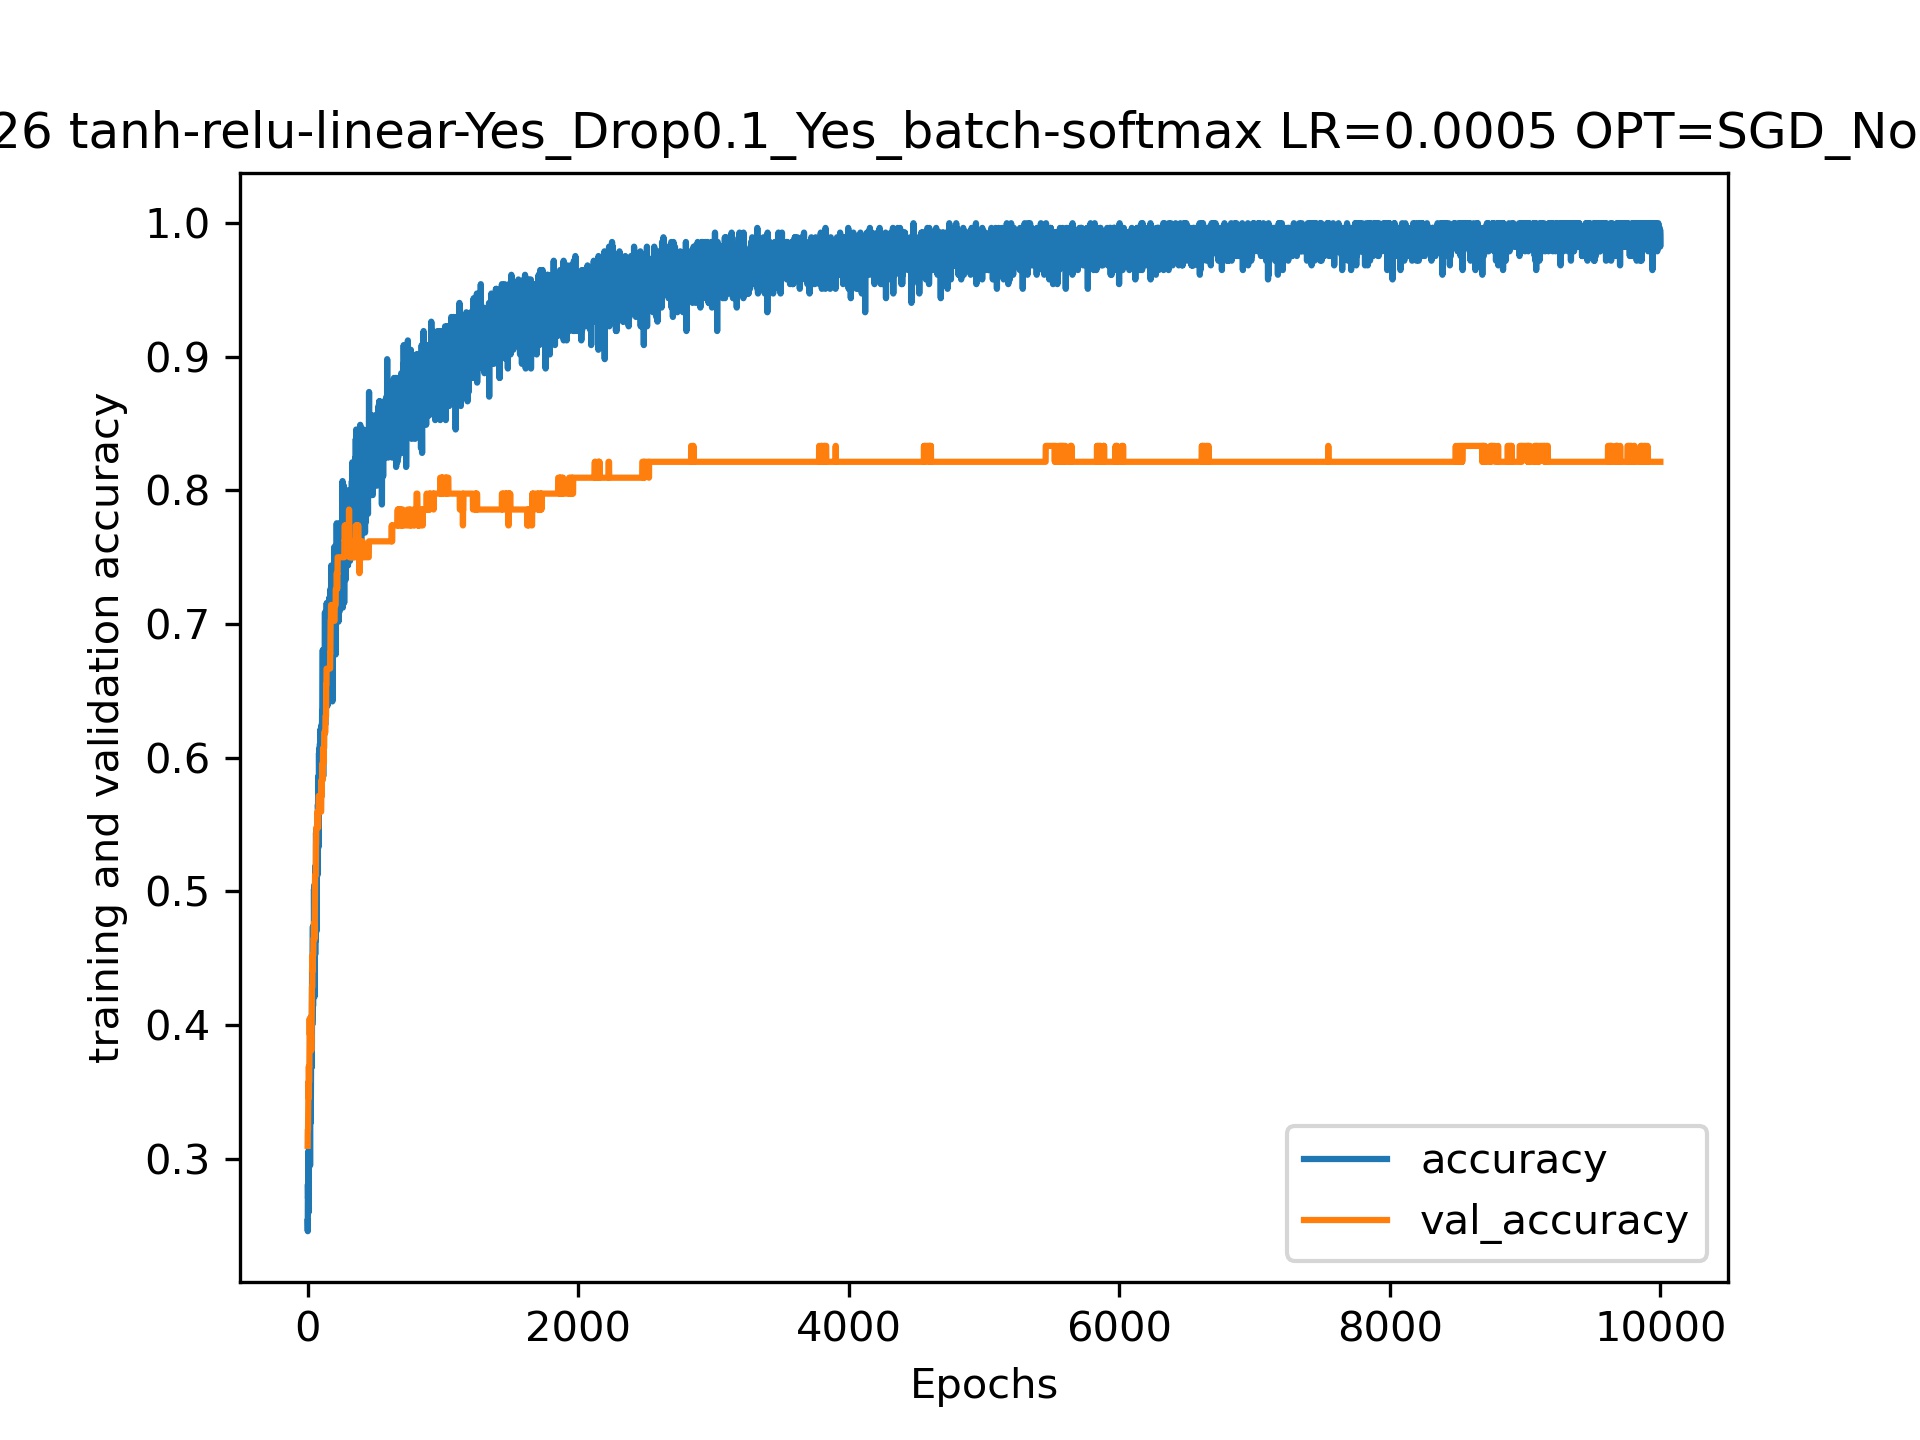 26 tanh-relu-linear-Yes_Drop0.1_Yes_batch-softmax LR=0.0005 OPT=SGD_No
training and validation accuracy
1.0
0.9
0.8
0.7
0.6
0.5
0.4
0.3
accuracy
val_accuracy
0 2000 4000 6000 8000 10000
Epochs